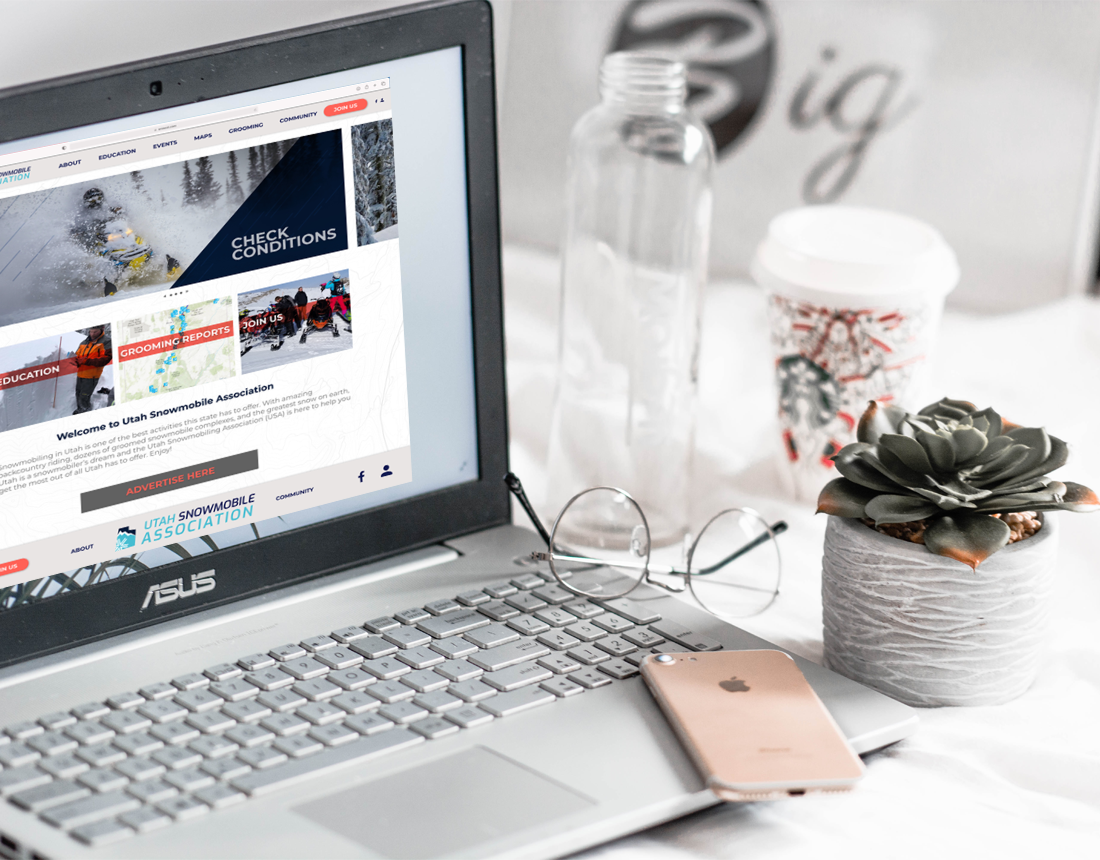 ABOUT EDUCATION EVENTS MAPS GROOMING COMMUNITY JOIN US
CHECK
CONDITIONS
EDUCATION
GROOMING REPORTS
JOIN US
Welcome to Utah Snowmobile Association
Snowmobiling in Utah is one of the best activities this state has to offer. With amazing
backcountry riding, dozens of groomed snowmobile complexes, and the greatest snow on earth,
Utah is a snowmobiler's dream and the Utah Snowmobiling Association (USA) is here to help you
get the most out of all Utah has to offer. Enjoy!
ADVERTISE HERE
ABOUT
UTAH SNOWMOBILE
ASSOCIATION
COMMUNITY
ASUS
Big